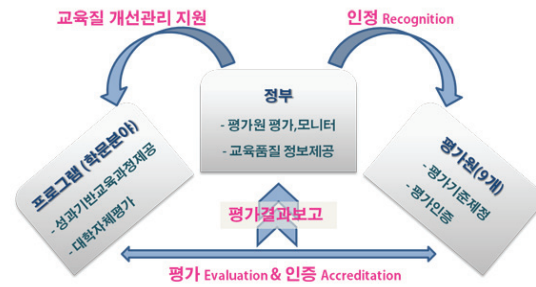 교육질 개선관리 지원
인정 Recognition
정부
- 평가원 평가,모니터
- 교육품질 정보제공
프로그램 (학문분야)
- 성과기반교육과정제공
- 대학자체평가
평가원(9개)
- 평가기준제정
- 평가인증
평가결과보고
평가 Evaluation & 인증 Accreditation